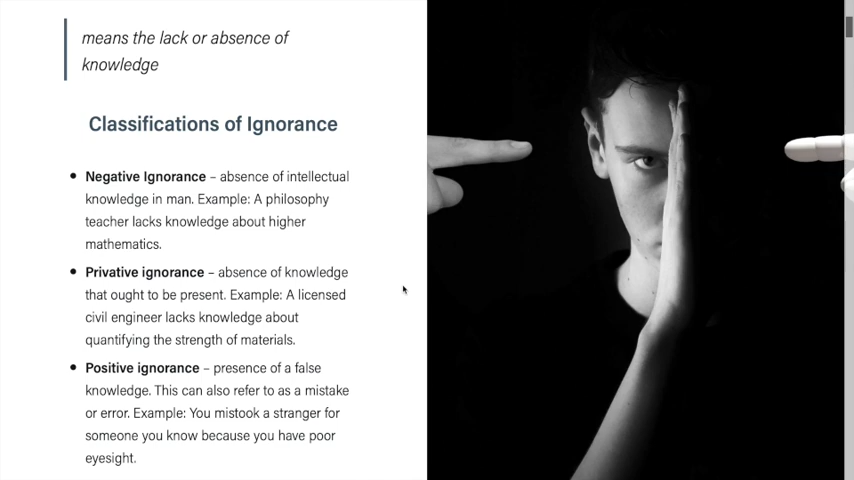 means the lack or absence of
knowledge
Classifications of Ignorance
• Negative Ignorance – absence of intellectual
knowledge in man. Example: A philosophy
teacher lacks knowledge about higher
mathematics.
• Privative ignorance – absence of knowledge
that ought to be present. Example: A licensed
civil engineer lacks knowledge about
quantifying the strength of materials.
• Positive ignorance – presence of a false
knowledge. This can also refer to as a mistake
or error. Example: You mistook a stranger for
someone you know because you have poor
eyesight.